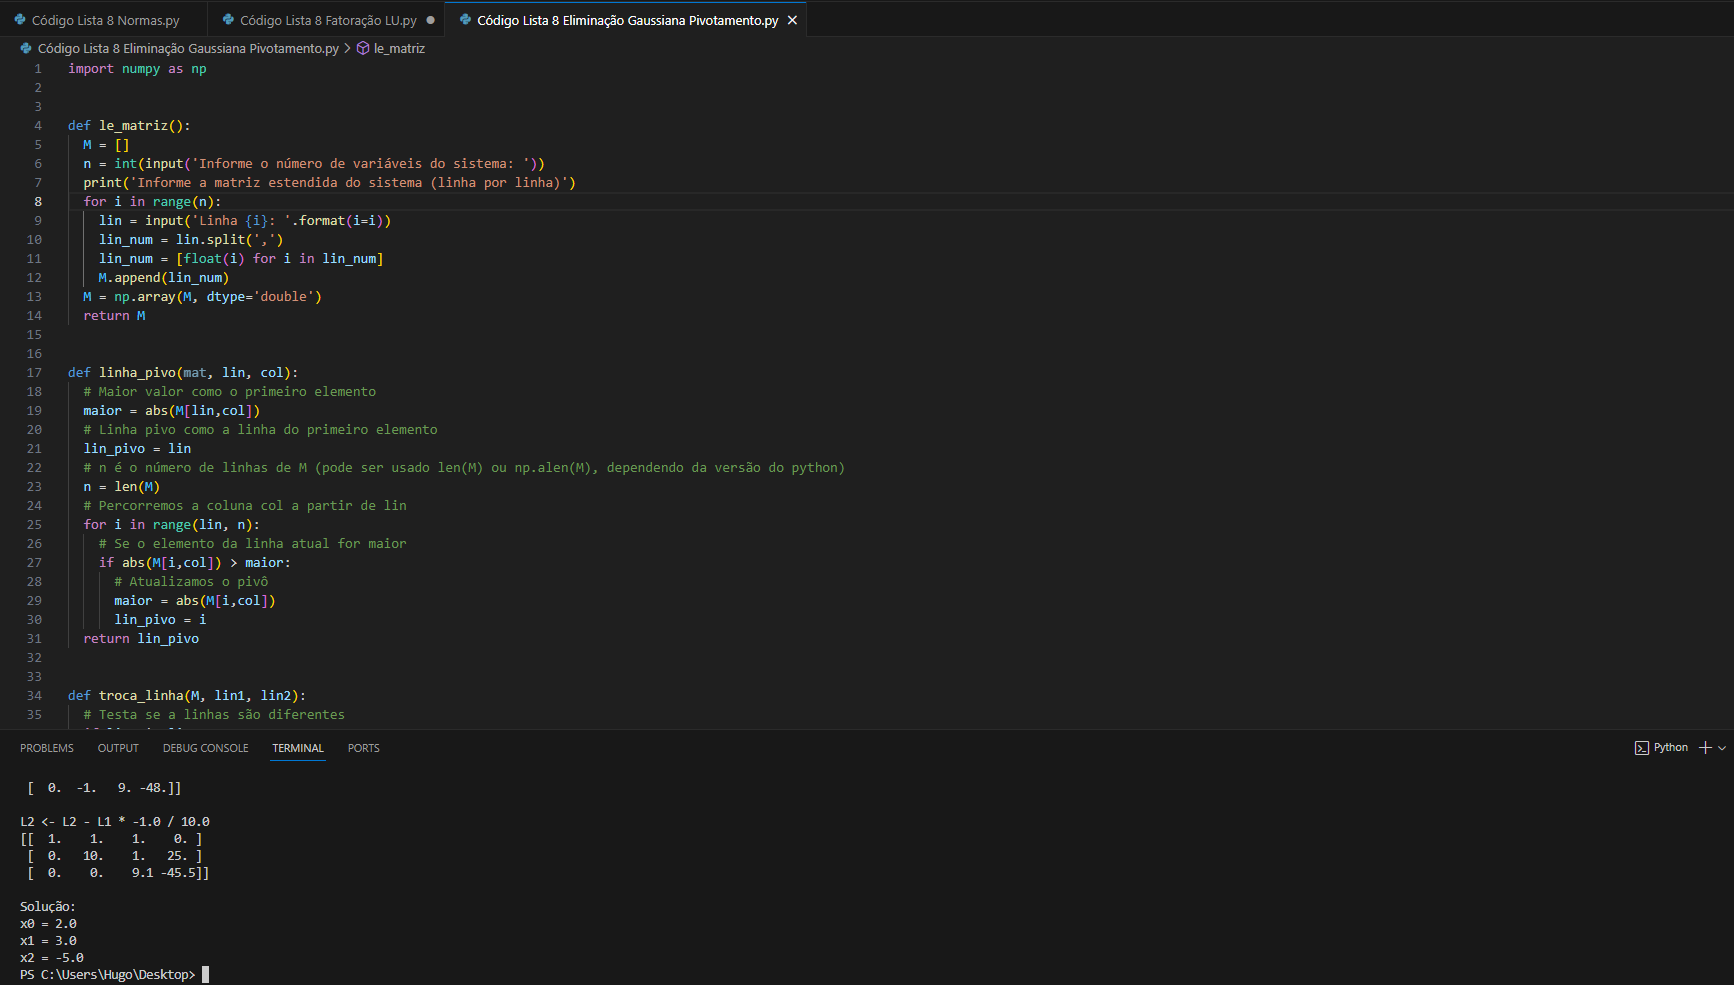 Código Lista 8 Normas.py
Código Lista 8 Fatoração LU.py
Código Lista 8 Eliminação Gaussiana Pivotamento.py
Código Lista 8 Eliminação Gaussiana Pivotamento.py > le_matriz
1 import numpy as np
2
3
4 def le_matriz():
5   M = []
6   n = int(input('Informe o número de variáveis do sistema: '))
7   print('Informe a matriz estendida do sistema (linha por linha)')
8   for i in range(n):
9     lin = input('Linha {i}: '.format(i=i))
10     lin_num = lin.split(',')
11     lin_num = [float(i) for i in lin_num]
12     M.append(lin_num)
13   M = np.array(M, dtype='double')
14   return M
15
16
17 def linha_pivo(mat, lin, col):
18   # Maior valor como o primeiro elemento
19   maior = abs(M[lin,col])
20   # Linha pivo como a linha do primeiro elemento
21   lin_pivo = lin
22   # n é o número de linhas de M (pode ser usado len(M) ou np.alen(M), dependendo da versão do python)
23   n = len(M)
24   # Percorremos a coluna col a partir de lin
25   for i in range(lin, n):
26     # Se o elemento da linha atual for maior
27     if abs(M[i,col]) > maior:
28       # Atualizamos o pivô
29       maior = abs(M[i,col])
30       lin_pivo = i
31   return lin_pivo
32
33
34 def troca_linha(M, lin1, lin2):
35   # Testa se a linhas são diferentes
PROBLEMS OUTPUT DEBUG CONSOLE TERMINAL PORTS
Python
[  0.  -1.   9. -48.]]
L2 <- L2 - L1 * -1.0 / 10.0
[[  1.    1.    1.    0. ]
[  0.   10.    1.   25. ]
[  0.    0.    9.1 -45.5]]
Solução:
x0 = 2.0
x1 = 3.0
x2 = -5.0
PS C:\Users\Hugo\Desktop>